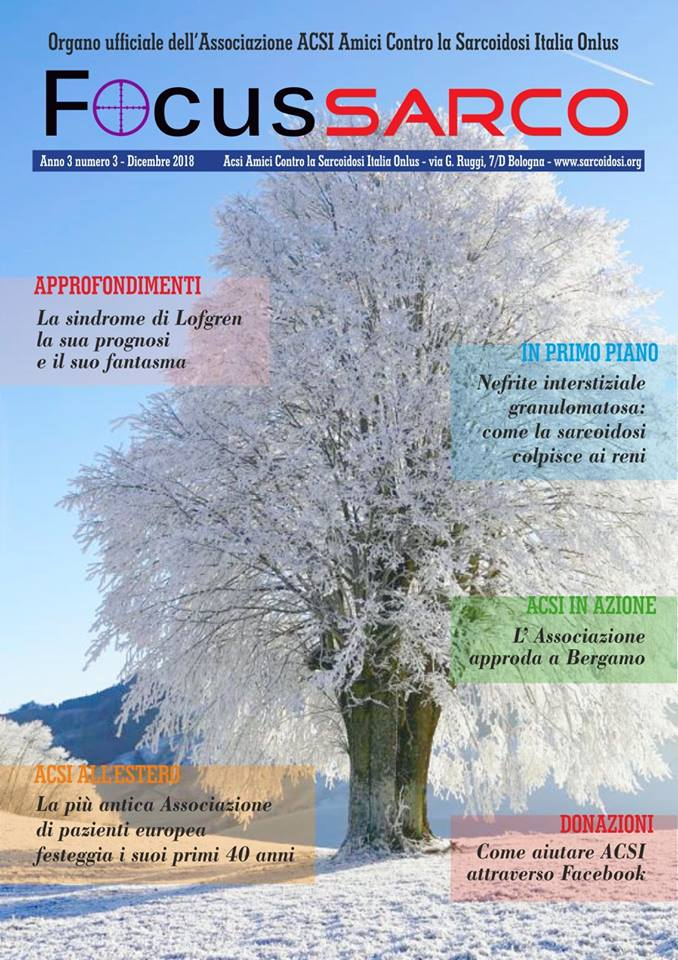 Organo ufficiale dell'Associazione ACSI Amici Contro la Sarcoidosi Italia Onlus
FocusSARCO
Anno 3 numero 3 - Dicembre 2018 Acsi Amici Contro la Sarcoidosi Italia Onlus - via G. Ruggi, 7/D Bologna - www.sarcoidosi.org
APPROFONDIMENTI
La sindrome di Lofgren
la sua prognosi
e il suo fantasma
IN PRIMO PIANO
Nefrite interstiziale
granulomatosa:
come la sarcoidosi
colpisce ai reni
ACSI IN AZIONE
L' Associazione
approda a Bergamo
ACSI ALL'ESTERO
La più antica Associazione
di pazienti europea
festeggia i suoi primi 40 anni
DONAZIONI
Come aiutare ACSI
attraverso Facebook